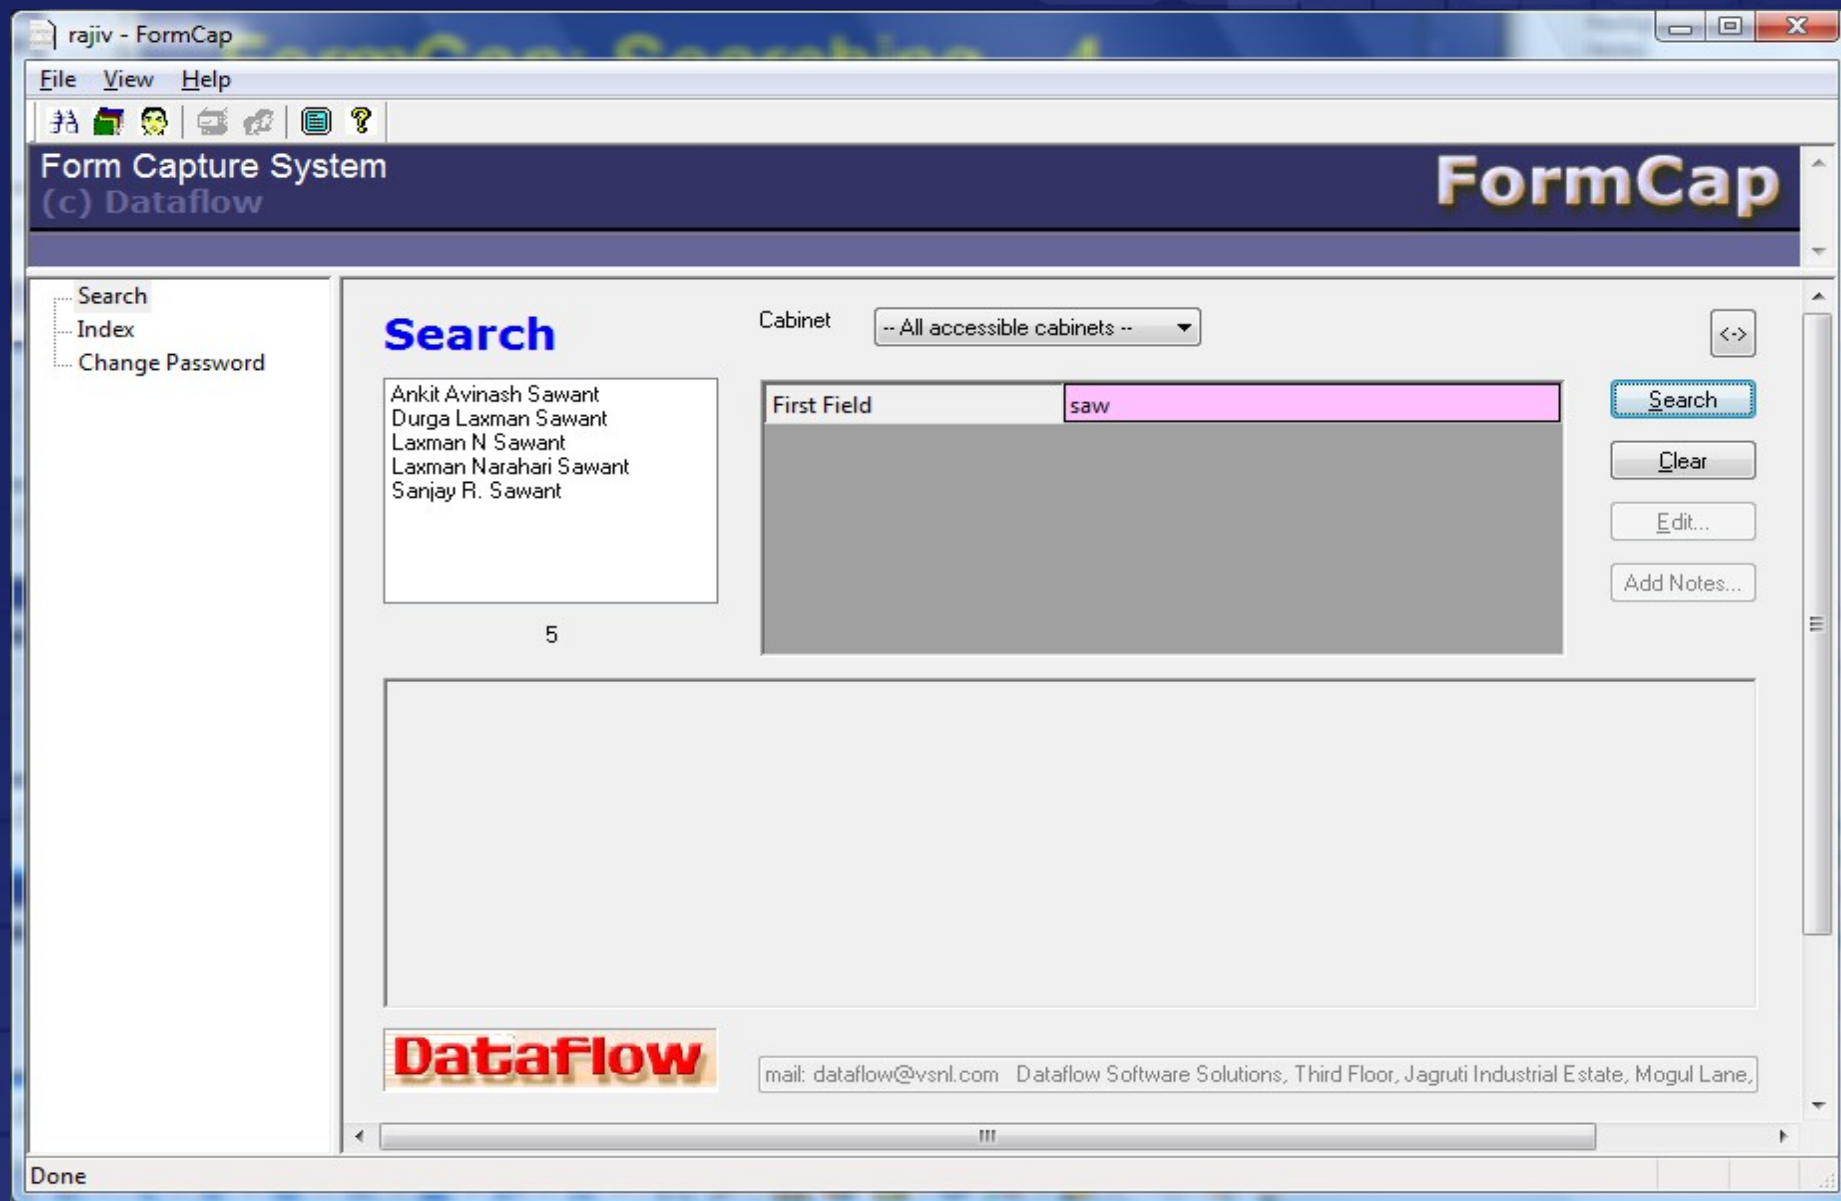 rajiv - FormCap
FormCap: Searching 4
File View Help
Form Capture System
(c) Dataflow
FormCap
Search
Index
Change Password
Search
Cabinet
-- All accessible cabinets --
<->
Ankit Avinash Sawant
Durga Laxman Sawant
Laxman N Sawant
Laxman Narahari Sawant
Sanjay R. Sawant
5
First Field
saw
Search
Clear
Edit...
Add Notes...
Dataflow
mail: dataflow@vsnl.com Dataflow Software Solutions, Third Floor, Jagruti Industrial Estate, Mogul Lane,
Done